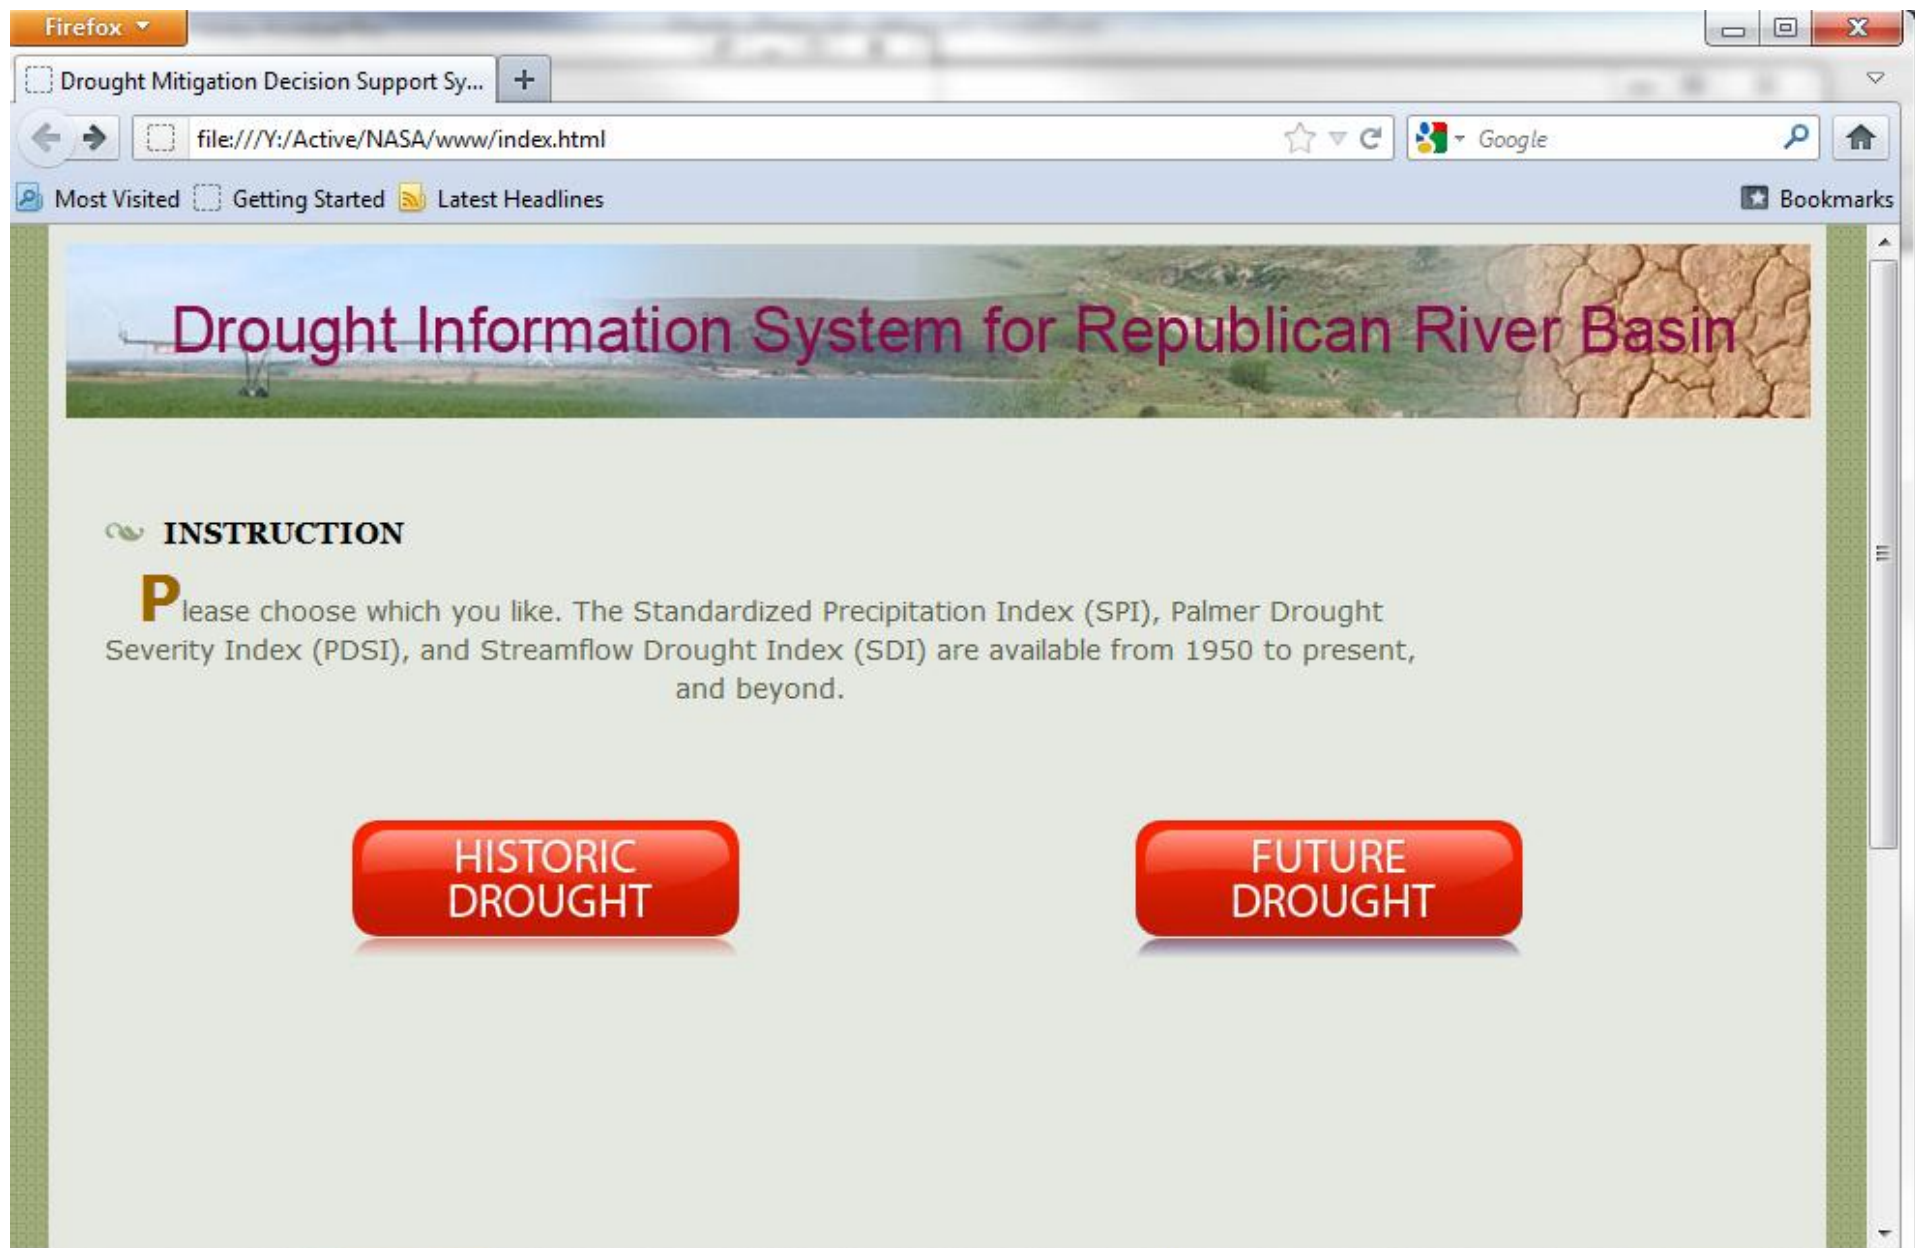 Firefox
Drought Mitigation Decision Support Sy...
file:///Y:/Active/NASA/www/index.html
Google
Most Visited
Getting Started
Latest Headlines
Bookmarks
Drought Information System for Republican River Basin
INSTRUCTION
Please choose which you like. The Standardized Precipitation Index (SPI), Palmer Drought
Severity Index (PDSI), and Streamflow Drought Index (SDI) are available from 1950 to present,
and beyond.
HISTORIC
DROUGHT
FUTURE
DROUGHT